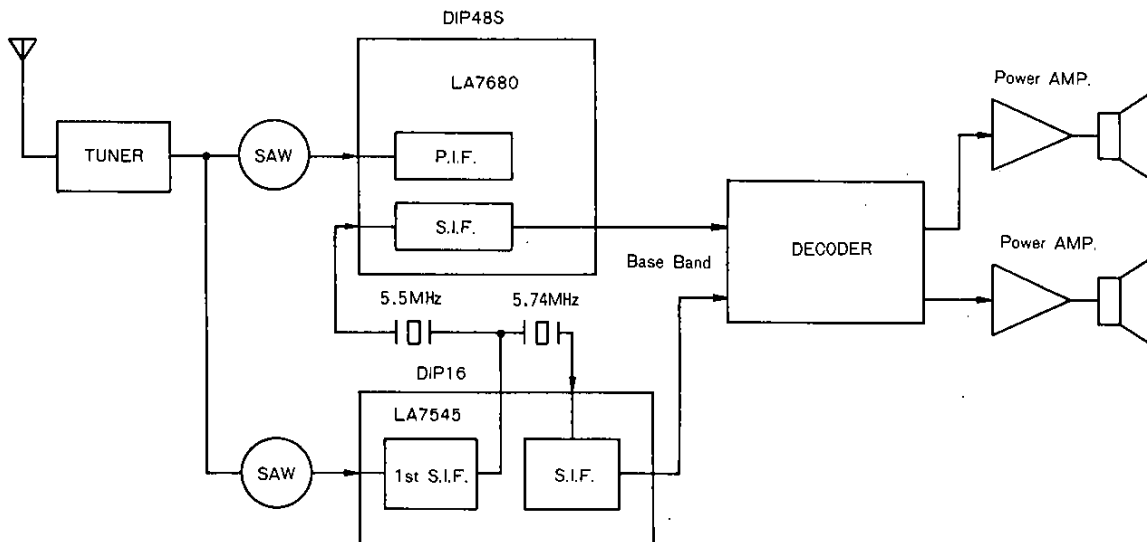 DIP48S
LA7680
Power AMP.
TUNER
SAW
P.I.F.
S.I.F.
DECODER
Base Band
Power AMP.
5.5MHz
5.74MHz
DIP16
LA7545
SAW
1st S.I.F.
S.I.F.